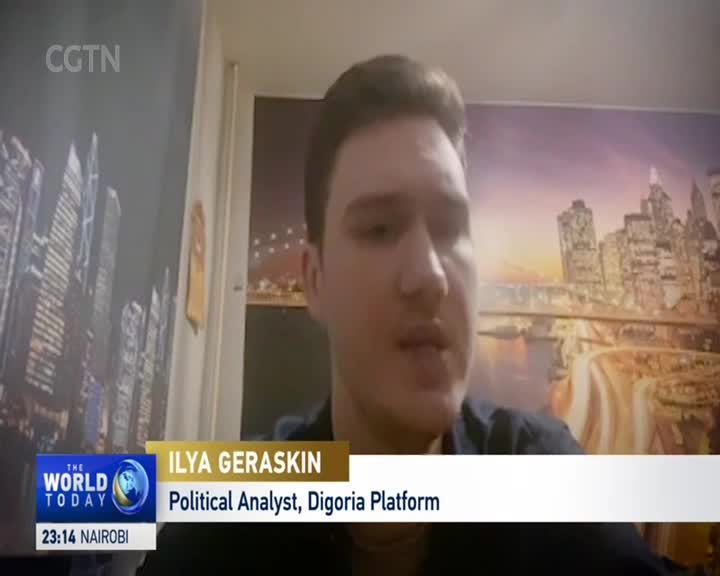 CGTN
ILYA GERASKIN
Political Analyst, Digoria Platform
THE
WORLD
TODAY
23:14 NAIROBI